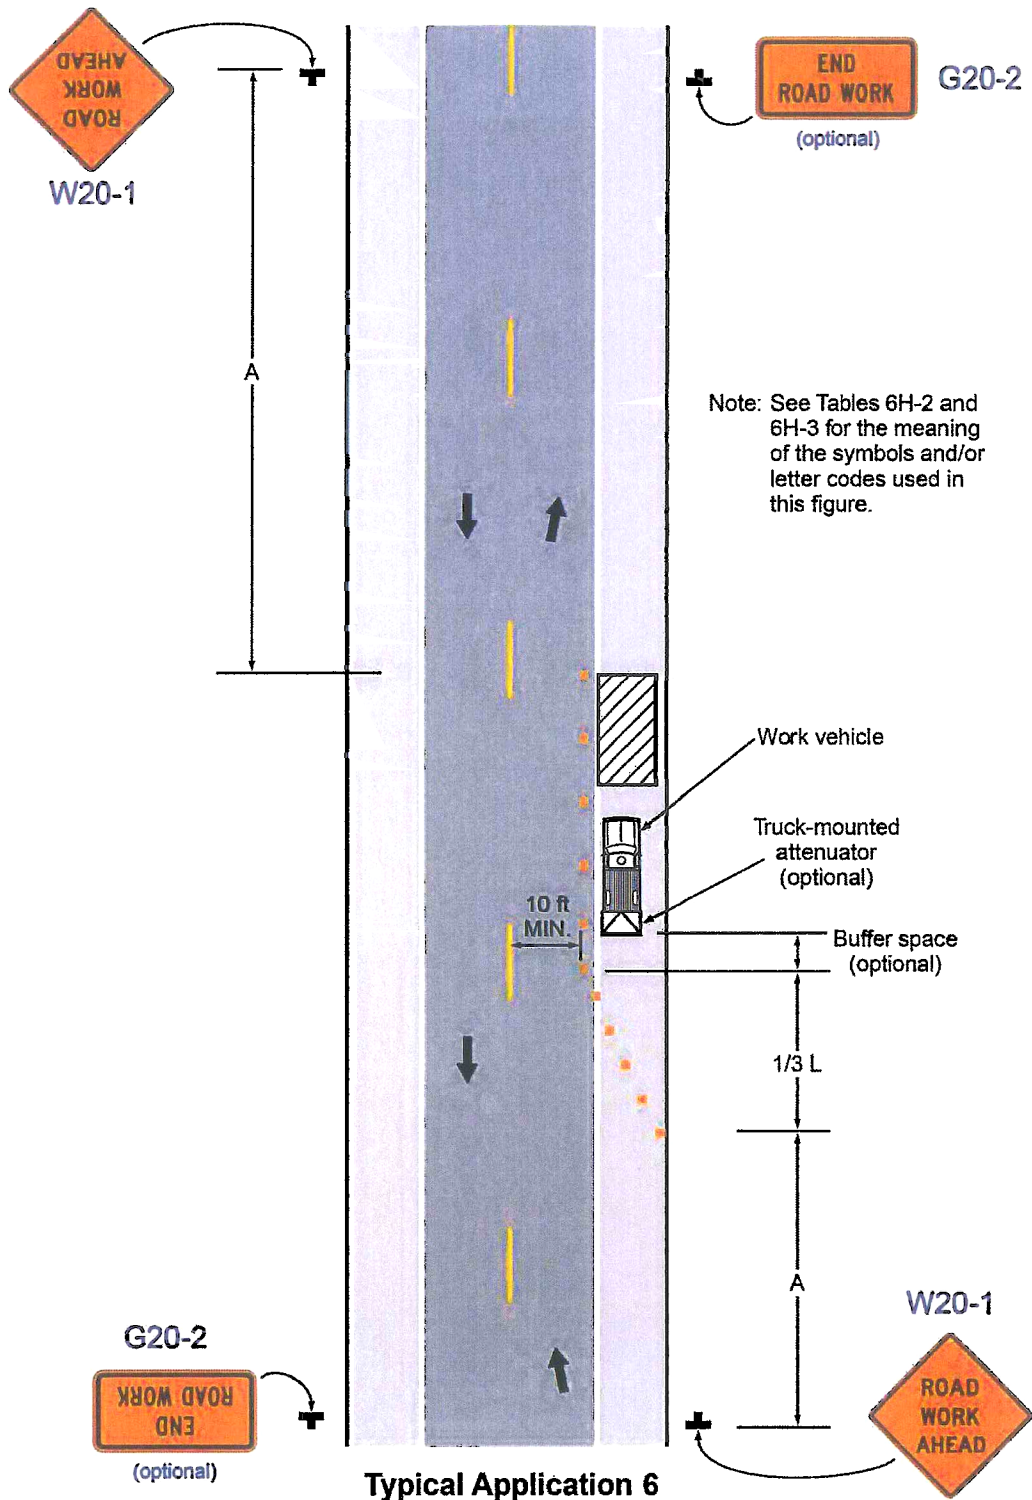 ROAD
WORK
AHEAD
W20-1
END
ROAD WORK
(optional)
G20-2
A
Note: See Tables 6H-2 and
6H-3 for the meaning
of the symbols and/or
letter codes used in
this figure.
Work vehicle
Truck-mounted
attenuator
(optional)
10 ft
MIN.
Buffer space
(optional)
1/3 L
A
W20-1
ROAD
WORK
AHEAD
G20-2
END
ROAD WORK
(optional)
Typical Application 6